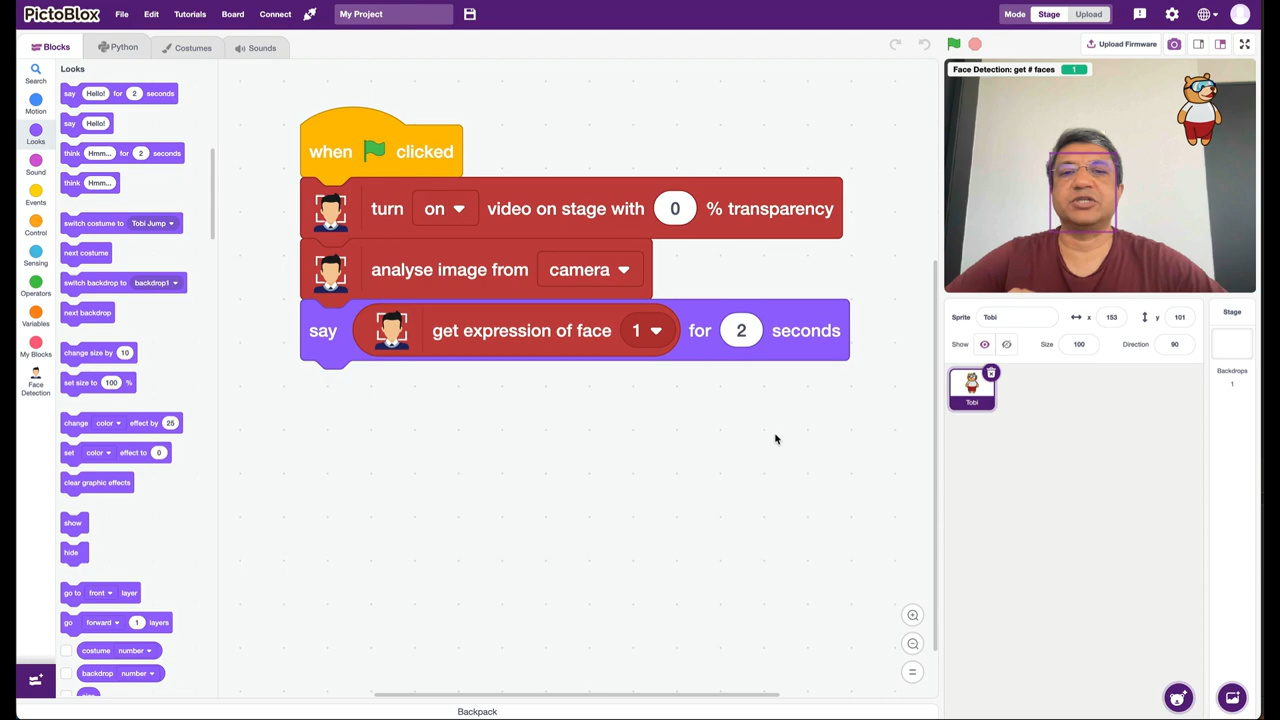 PictoBlox
File Edit Tutorials Board Connect My Project Mode Stage Upload
Blocks Python Costumes Sounds Upload Firmware
Search
Motion
Looks
Sound
Events
Control
Sensing
Operators
Variables
My Blocks
Face
Detection
Looks
say Hello! for 2 seconds
say Hello!
think Hmm... for 2 seconds
think Hmm...
switch costume to Tobi Jump
next costume
switch backdrop to backdrop1
next backdrop
change size by 10
set size to 100 %
change color effect by 25
set color effect to 0
clear graphic effects
show
hide
go to front layer
go forward 1 layers
costume number
backdrop number
when clicked
turn on video on stage with 0 % transparency
analyse image from camera
say get expression of face 1 for 2 seconds
Face Detection: get # faces 1
Sprite Tobi x 153 y 101
Show Size 100 Direction 90
Tobi
Stage
Backdrops
1
Backpack